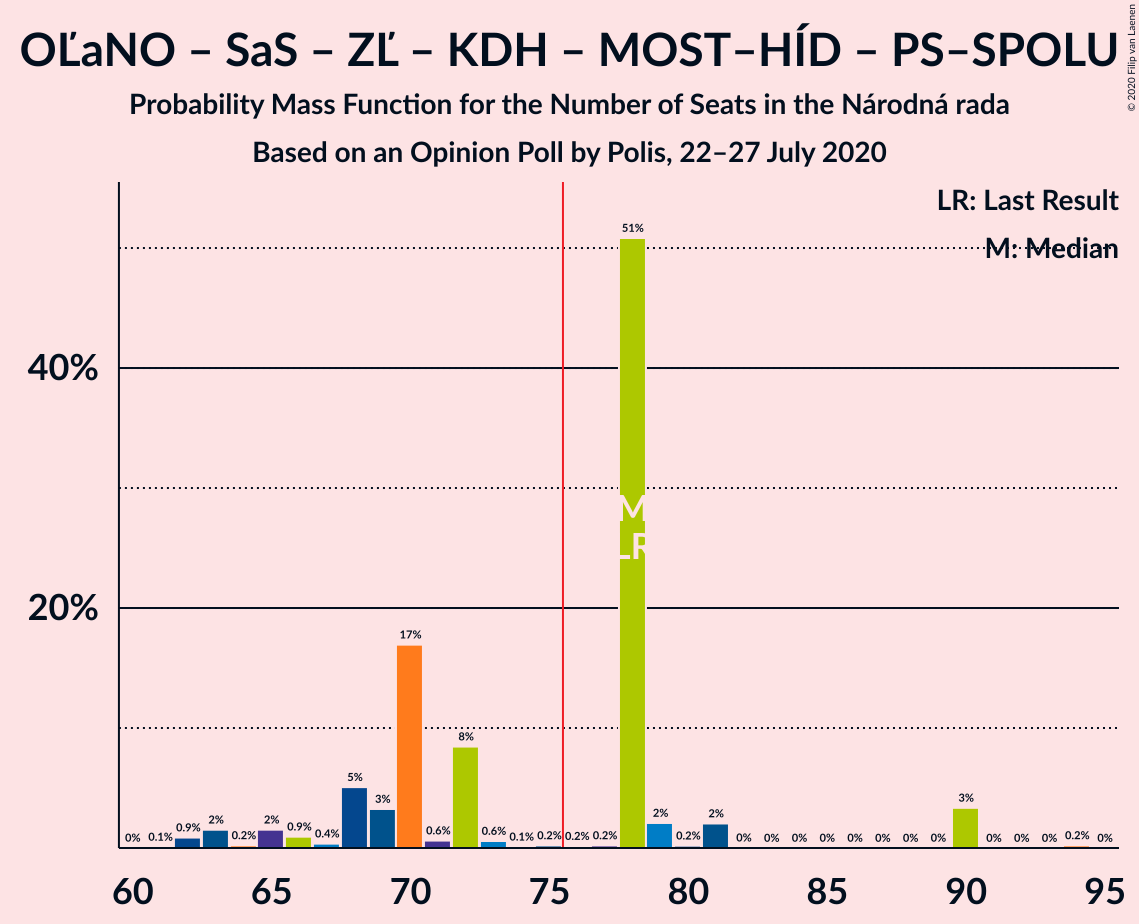 OĽaNO – SaS – ZĽ – KDH – MOST–HÍD – PS–SPOLU
Probability Mass Function for the Number of Seats in the Národná rada
Based on an Opinion Poll by Polis, 22–27 July 2020
© 2020 Filip van Laenen
LR: Last Result
M: Median
51%
40%
M
LR
20%
17%
8%
5%
3%
0% 0.1% 0.9% 2% 0.2% 2% 0.9% 0.4% 0.6% 0.6% 0.1% 0.2% 0.2% 0.2% 2% 0.2% 2% 0% 0% 0% 0% 0% 0% 0% 0% 3% 0% 0% 0% 0.2% 0%
60 65 70 75 80 85 90 95